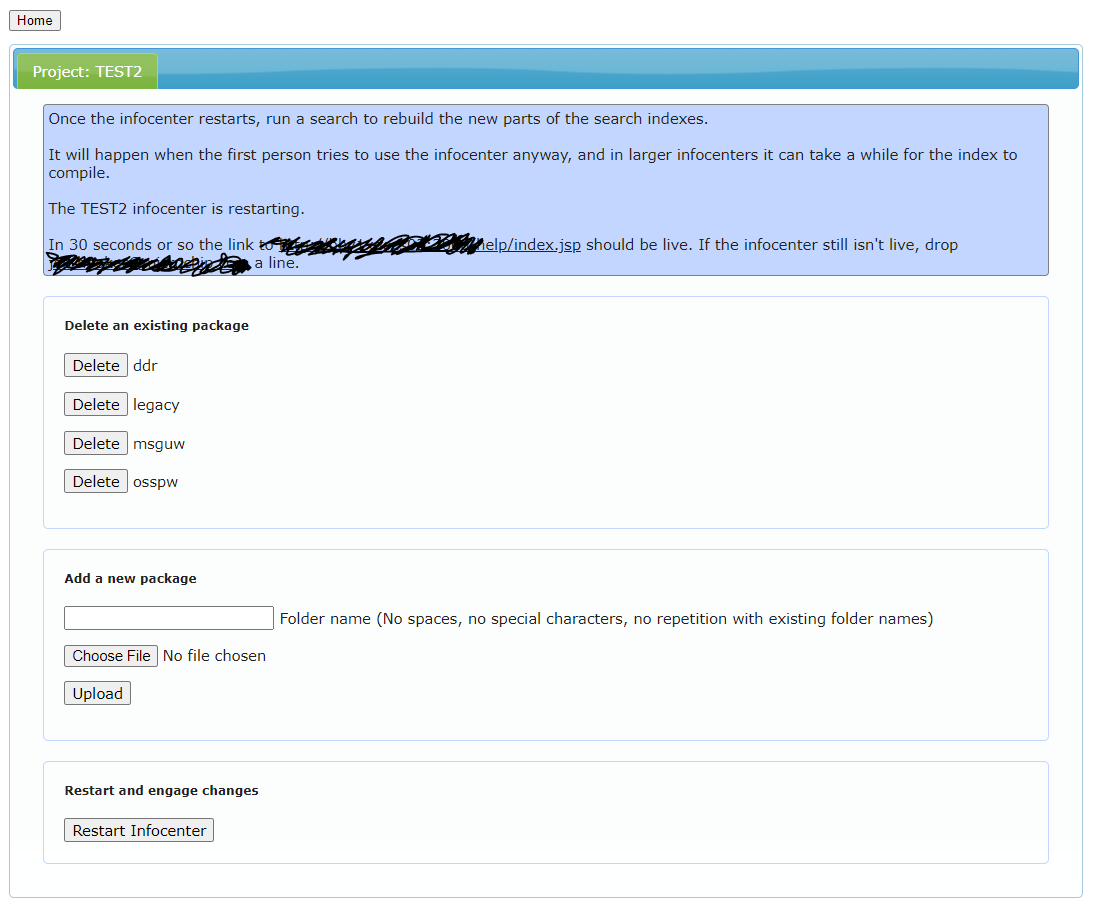 Home
Project: TEST2
Once the infocenter restarts, run a search to rebuild the new parts of the search indexes.
It will happen when the first person tries to use the infocenter anyway, and in larger infocenters it can take a while for the index to
compile.
The TEST2 infocenter is restarting.
In 30 seconds or so the link to help/index.jsp should be live. If the infocenter still isn't live, drop
a line.
Delete an existing package
Delete ddr
Delete legacy
Delete msguw
Delete osspw
Add a new package
Folder name (No spaces, no special characters, no repetition with existing folder names)
Choose File No file chosen
Upload
Restart and engage changes
Restart Infocenter